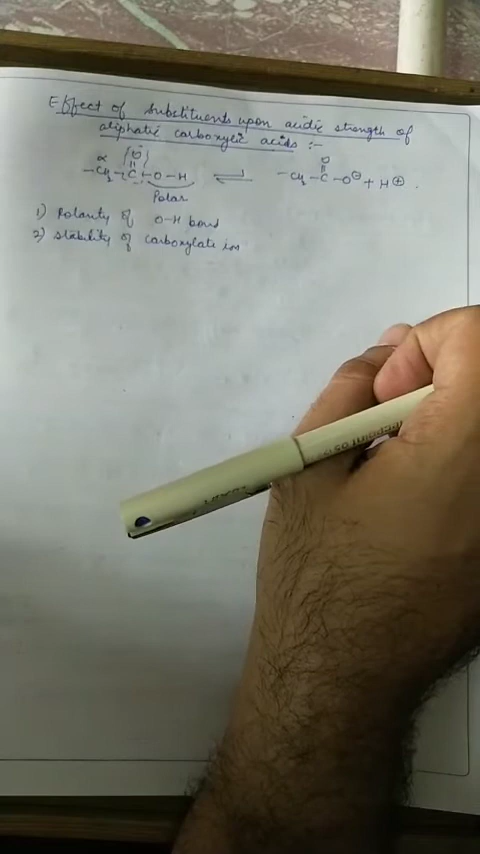 Effect of Substituents upon acidic strength of
aliphatic carboxylic acids :-
α O O
-CH2-C-O-H ⇌ -CH2-C-O⊖ + H⊕.
Polar
1) Polarity of O-H bond
2) Stability of carboxylate ion